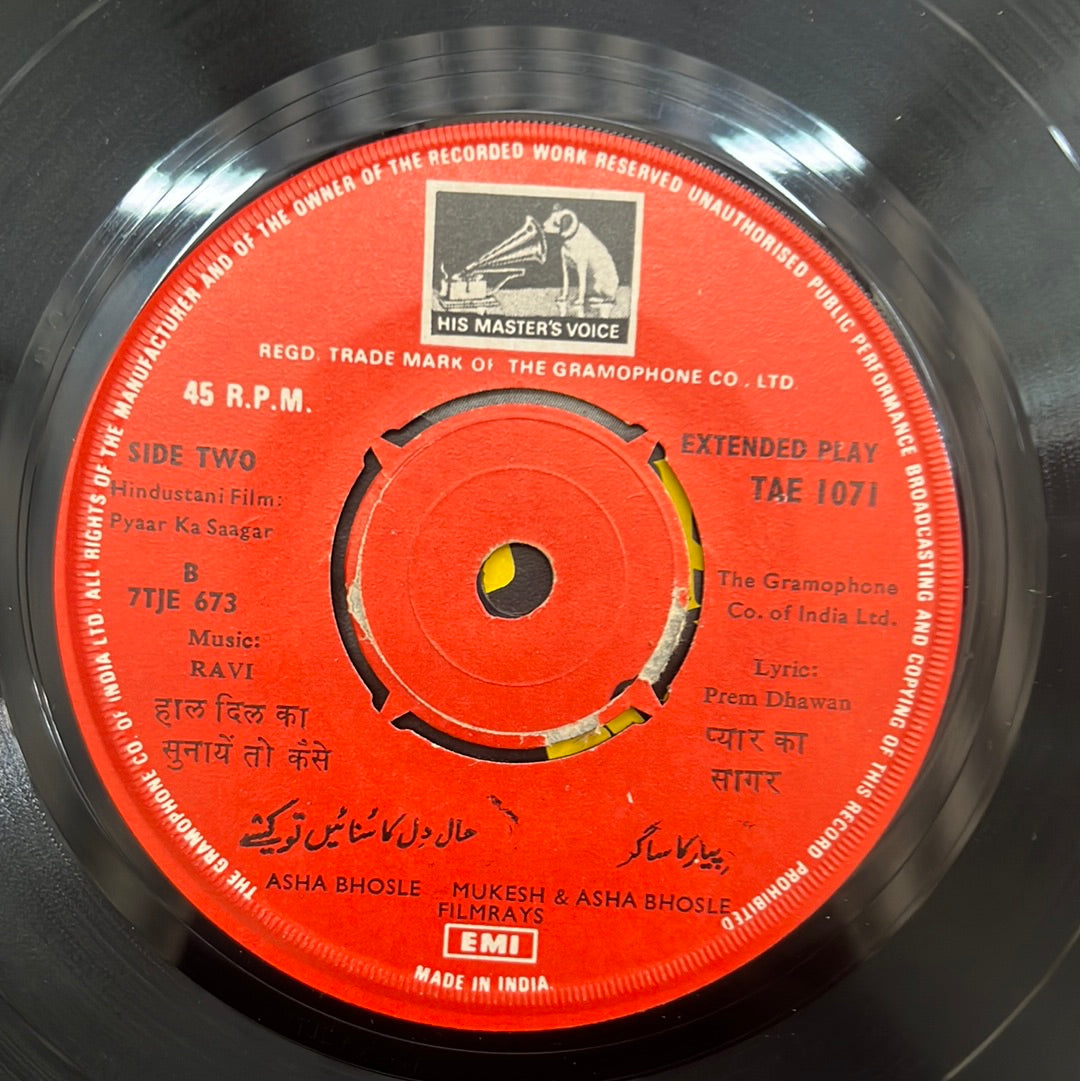 THE GRAMOPHONE CO. OF INDIA LTD. ALL RIGHTS OF THE MANUFACTURER AND OF THE OWNER OF THE RECORDED WORK RESERVED UNAUTHORISED PUBLIC PERFORMANCE BROADCASTING AND COPYING OF THIS RECORD PROHIBITED
HIS MASTER'S VOICE
REGD. TRADE MARK OF THE GRAMOPHONE CO., LTD
45 R.P.M.
SIDE TWO
EXTENDED PLAY
TAE 1071
Hindustani Film:
Pyaar Ka Saagar
B
7TJE 673
The Gramophone
Co. of India Ltd.
Music:
RAVI
Lyric:
Prem Dhawan
हाल दिल का
सुनायें तो कैसे
प्यार का
सागर
حال دِل کا سُنائیں تو کیسے
پیار کا ساگر
ASHA BHOSLE MUKESH & ASHA BHOSLE
FILMRAYS
EMI
MADE IN INDIA.